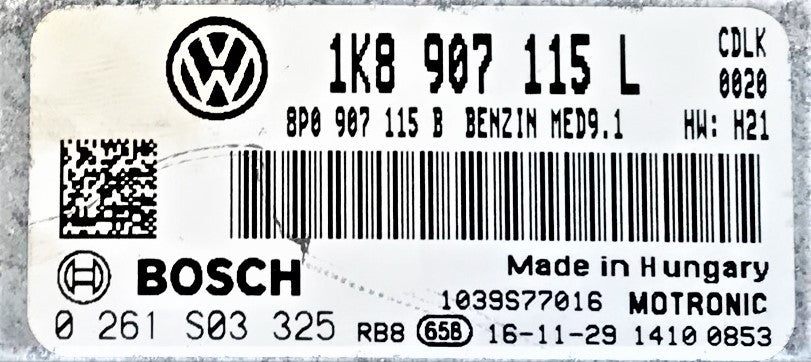 1K8 907 115 L CDLK
0020
8P0 907 115 B BENZIN MED9.1 HW: H21
BOSCH Made in Hungary
1039S77016 MOTRONIC
0 261 S03 325 RB8 658 16-11-29 1410 0853